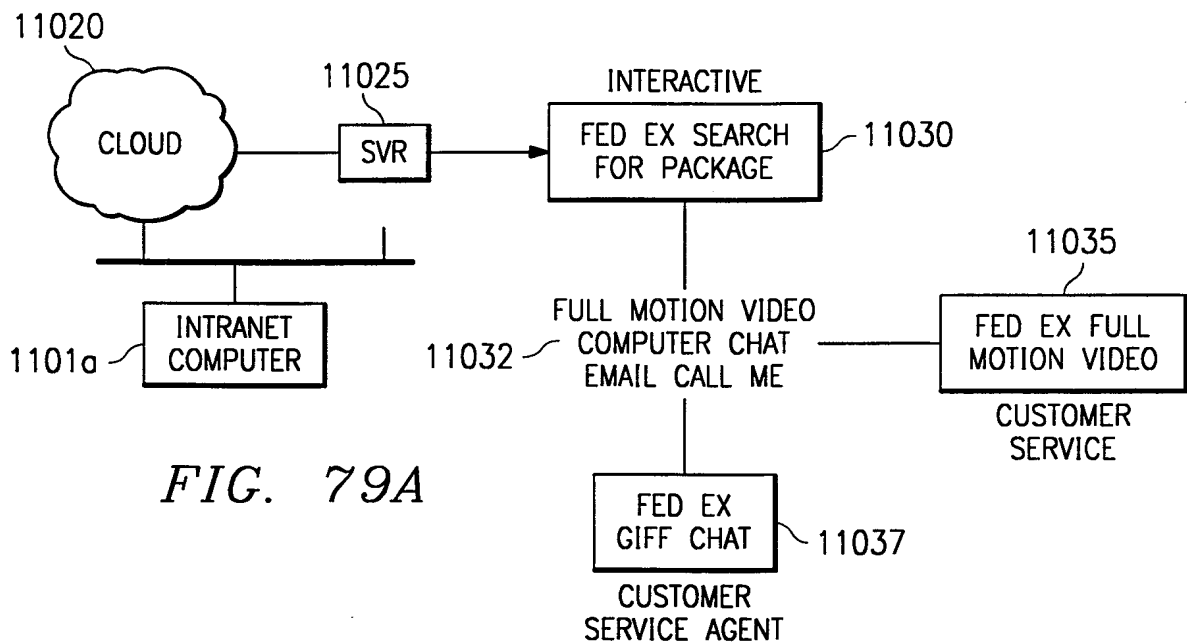 11020
CLOUD
11025
SVR
INTERACTIVE
FED EX SEARCH
FOR PACKAGE
11030
INTRANET
COMPUTER
1101a
FULL MOTION VIDEO
COMPUTER CHAT
EMAIL CALL ME
11032
11035
FED EX FULL
MOTION VIDEO
CUSTOMER
SERVICE
FED EX
GIFF CHAT
11037
CUSTOMER
SERVICE AGENT
FIG. 79A